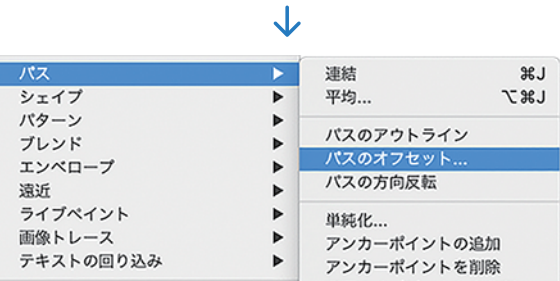 パス ▶
シェイプ ▶
パターン ▶
ブレンド ▶
エンベロープ ▶
遠近 ▶
ライブペイント ▶
画像トレース ▶
テキストの回り込み ▶
連結 ⌘J
平均... ⌥⌘J
パスのアウトライン
パスのオフセット...
パスの方向反転
単純化...
アンカーポイントの追加
アンカーポイントを削除